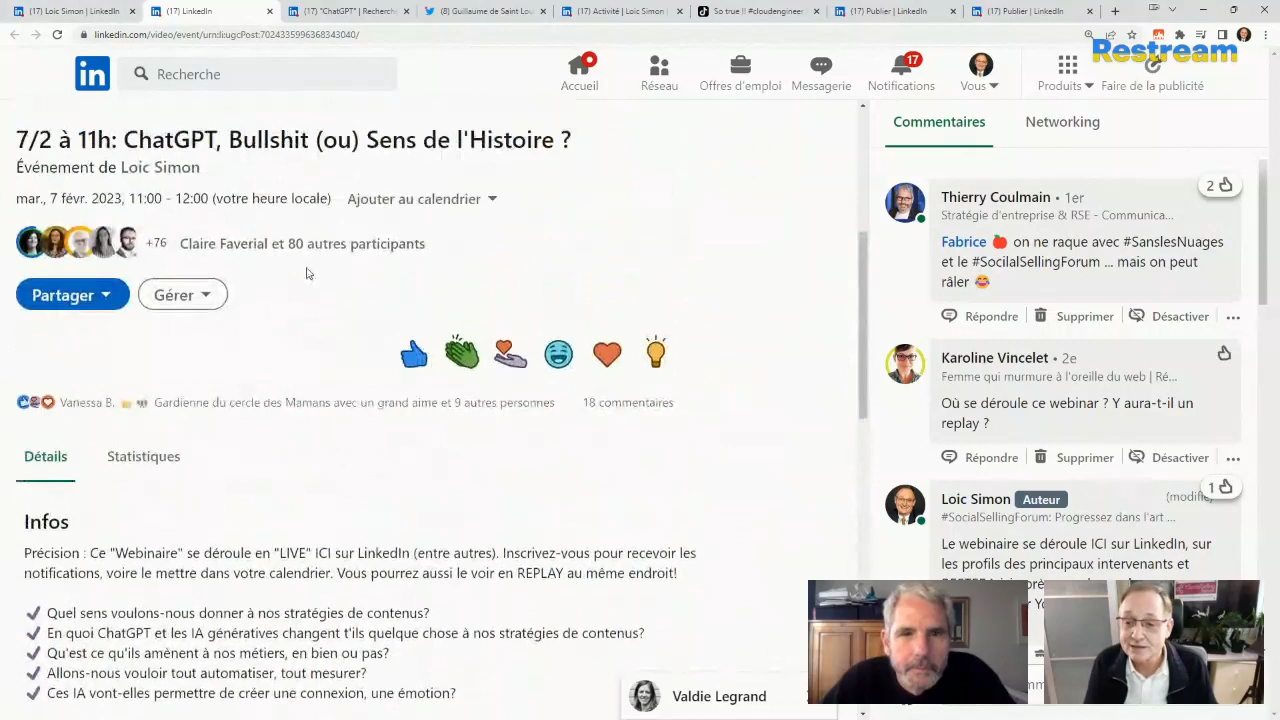 (17) Loic Simon | LinkedIn
(17) LinkedIn
(17) "ChatGPT" | Recherche
(8) Guillaume de Saint Lou
(17) Activité | Loic Simon |
So true !! #cloudengineer
(17) Publier | LinkedIn
(17) Publier | LinkedIn
Restream
in
Recherche
Accueil
Réseau
Offres d'emploi
Messagerie
17
Notifications
Vous
Produits
Faire de la publicité
7/2 à 11h: ChatGPT, Bullshit (ou) Sens de l'Histoire ?
Événement de Loic Simon
mar., 7 févr. 2023, 11:00 - 12:00 (votre heure locale)
Ajouter au calendrier
+76
Claire Faverial et 80 autres participants
Partager
Gérer
Vanessa B. Gardienne du cercle des Mamans avec un grand aime et 9 autres personnes
18 commentaires
Détails
Statistiques
Infos
Précision : Ce "Webinaire" se déroule en "LIVE" ICI sur LinkedIn (entre autres). Inscrivez-vous pour recevoir les
notifications, voire le mettre dans votre calendrier. Vous pourrez aussi le voir en REPLAY au même endroit!
✔ Quel sens voulons-nous donner à nos stratégies de contenus?
✔ En quoi ChatGPT et les IA génératives changent t'ils quelque chose à nos stratégies de contenus?
✔ Qu'est ce qu'ils amènent à nos métiers, en bien ou pas?
✔ Allons-nous vouloir tout automatiser, tout mesurer?
✔ Ces IA vont-elles permettre de créer une connexion, une émotion?
Commentaires
Networking
2
Thierry Coulmain • 1er
Stratégie d'entreprise & RSE - Communica...
Fabrice 🍎 on ne raque avec #SanslesNuages
et le #SocilalSellingForum ... mais on peut
râler 😂
Répondre
Supprimer
Désactiver
...
Karoline Vincelet • 2e
Femme qui murmure à l'oreille du web | Ré...
Où se déroule ce webinar ? Y aura-t-il un
replay ?
Répondre
Supprimer
Désactiver
...
1
Loic Simon Auteur
(modifié
#SocialSellingForum: Progressez dans l'art ...
Le webinaire se déroule ICI sur LinkedIn, sur
les profils des principaux intervenants et
Valdie Legrand